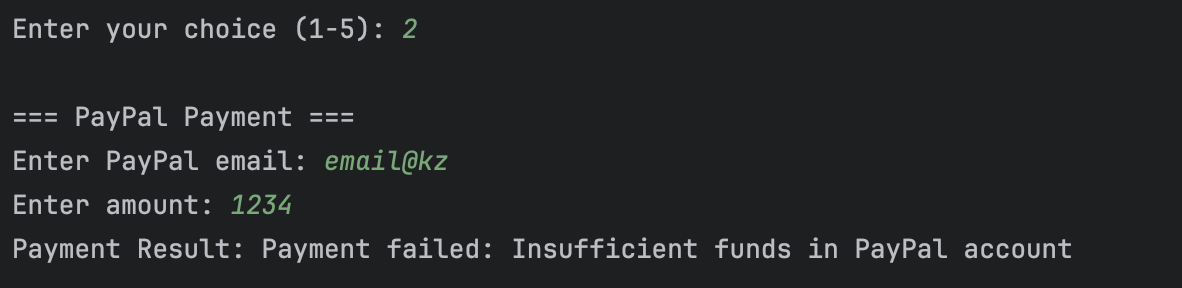 Enter your choice (1-5): 2
=== PayPal Payment ===
Enter PayPal email: email@kz
Enter amount: 1234
Payment Result: Payment failed: Insufficient funds in PayPal account